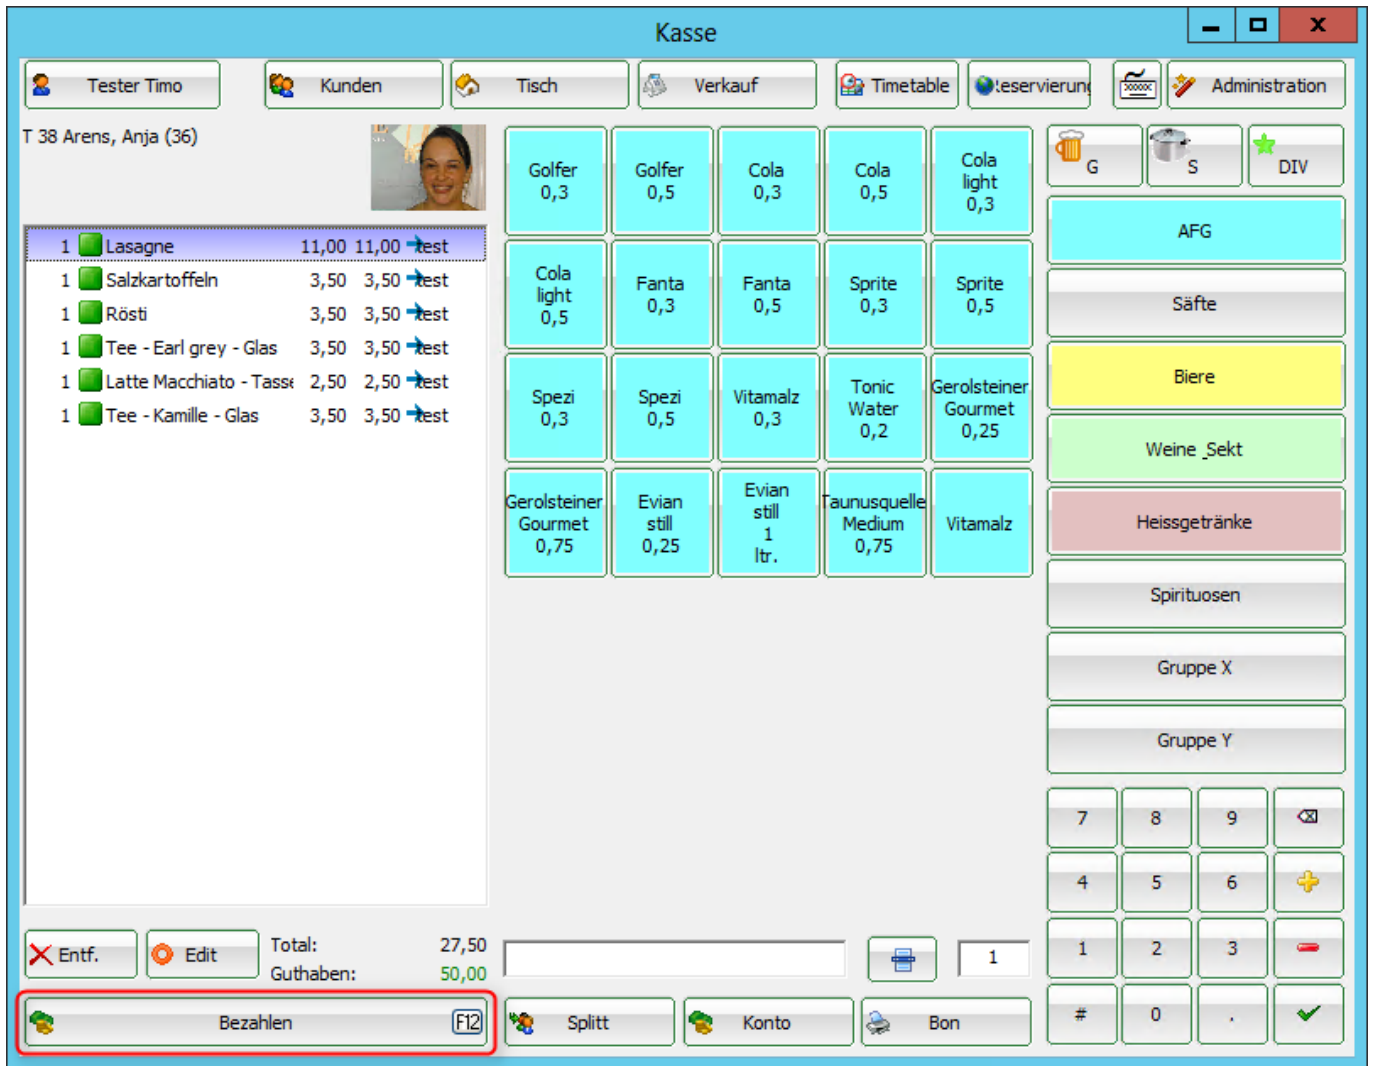 Kasse
X
Tester Timo
Kunden
Tisch
Verkauf
Timetable
Administration
T 38 Arens, Anja (36)
1 Lasagne 11,00 11,00 test
1 Salzkartoffeln 3,50 3,50 test
1 Rösti 3,50 3,50 test
1 Tee - Earl grey - Glas 3,50 3,50 test
1 Latte Macchiato - Tasse 2,50 2,50 test
1 Tee - Kamille - Glas 3,50 3,50 test
Entf.
Edit
Total: 27,50
Guthaben: 50,00
Bezahlen F12
Golfer
0,3
Golfer
0,5
Cola
0,3
Cola
0,5
Cola
light
0,3
Cola
light
0,5
Fanta
0,3
Fanta
0,5
Sprite
0,3
Sprite
0,5
Spezi
0,3
Spezi
0,5
Vitamalz
0,3
Tonic
Water
0,2
Gerolsteiner
Gourmet
0,25
Gerolsteiner
Gourmet
0,75
Evian
still
0,25
Evian
still
1
ltr.
Taunusquelle
Medium
0,75
Vitamalz
1
Splitt
Konto
Bon
G
S
DIV
AFG
Säfte
Biere
Weine _Sekt
Heissgetränke
Spirituosen
Gruppe X
Gruppe Y
7 8 9
4 5 6
1 2 3
# 0 .